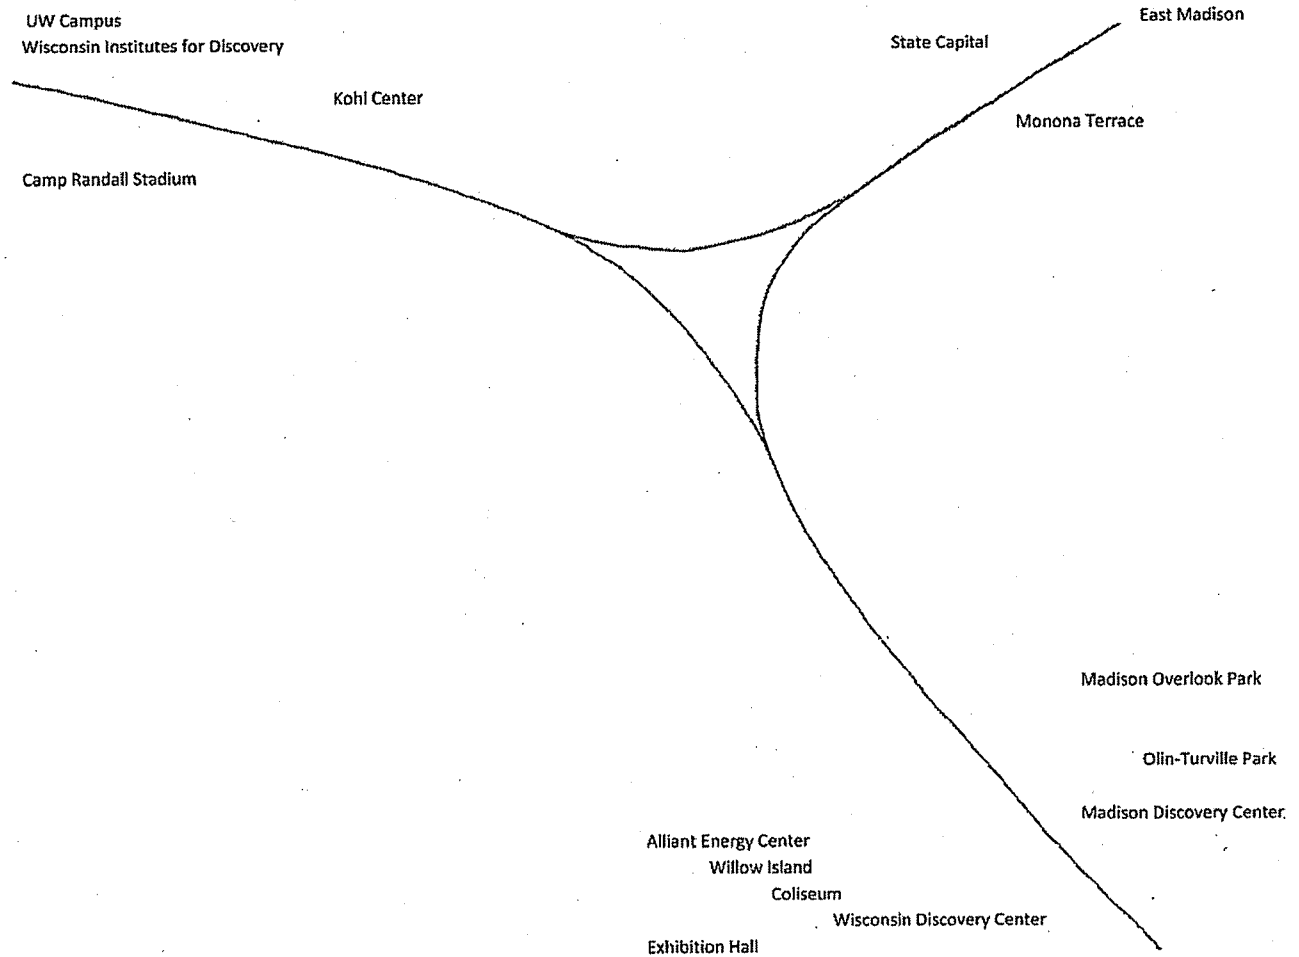 UW Campus
Wisconsin Institutes for Discovery
East Madison
State Capital
Kohl Center
Monona Terrace
Camp Randall Stadium
Madison Overlook Park
Olin-Turville Park
Madison Discovery Center
Alliant Energy Center
Willow Island
Coliseum
Wisconsin Discovery Center
Exhibition Hall